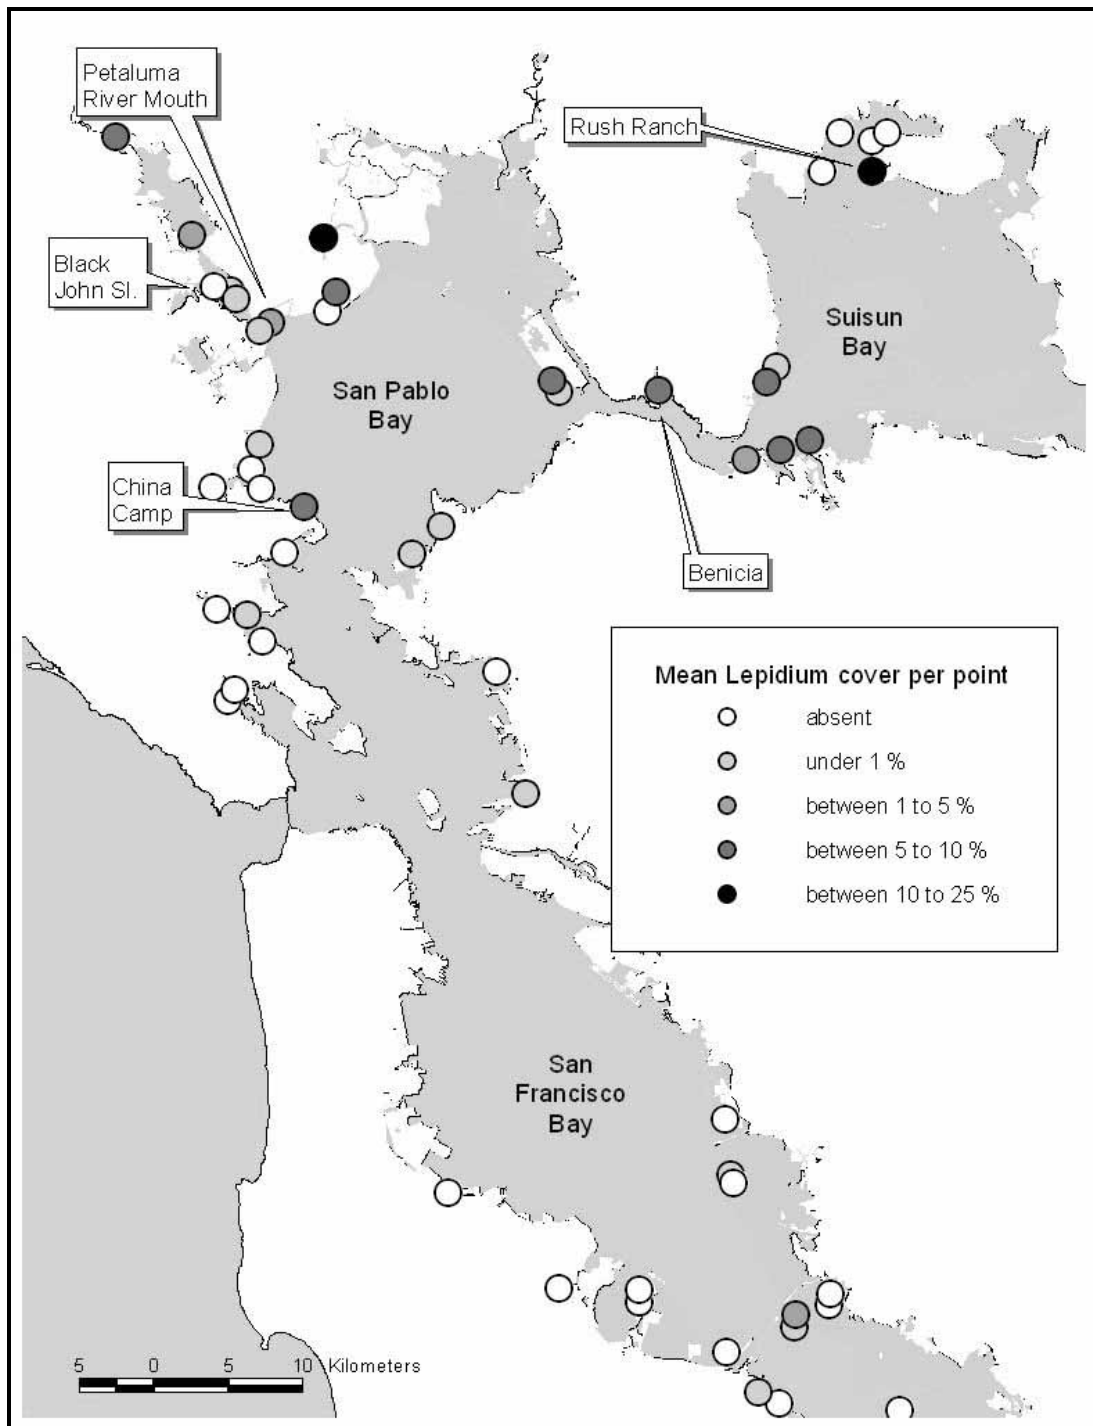 Petaluma
River Mouth
Rush Ranch
Black
John Sl.
Suisun
Bay
San Pablo
Bay
China
Camp
Benicia
Mean Lepidium cover per point
absent
under 1 %
between 1 to 5 %
between 5 to 10 %
between 10 to 25 %
San
Francisco
Bay
5 0 5 10 Kilometers